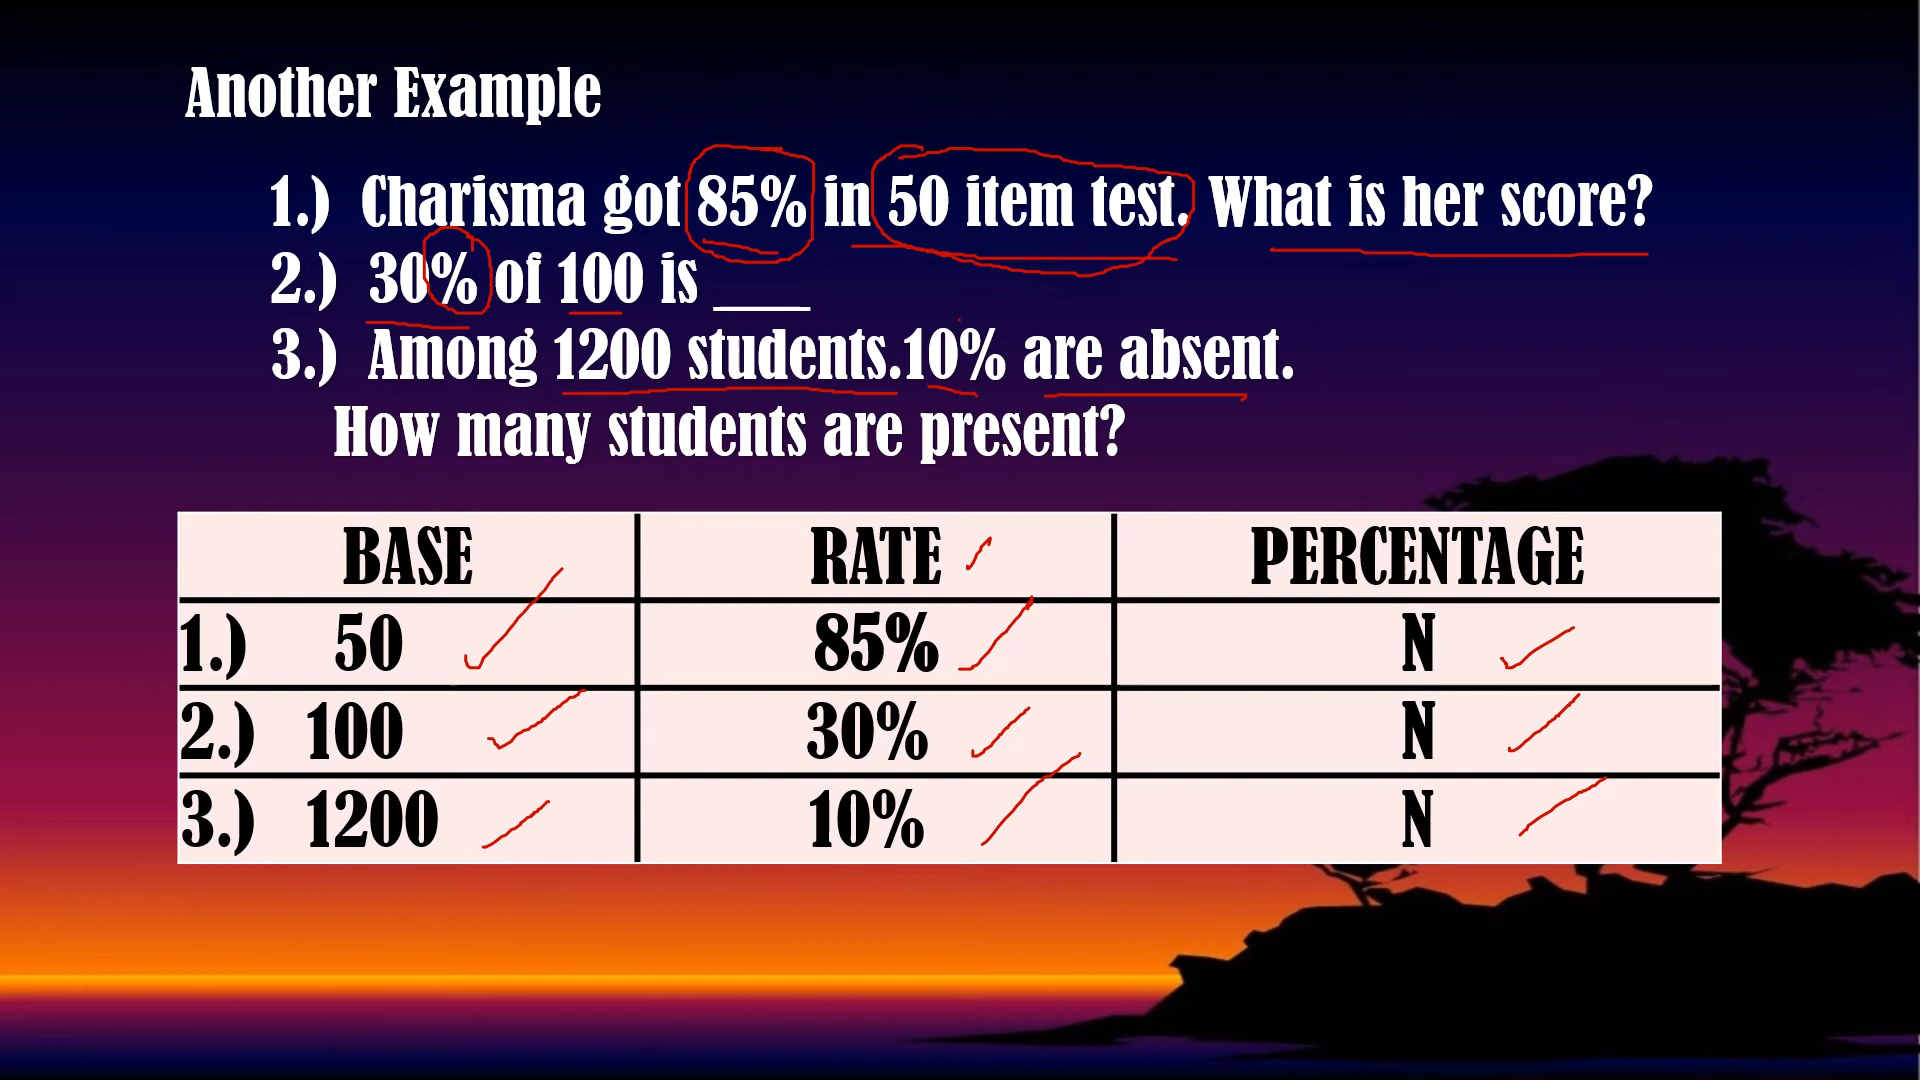 Another Example
1.) Charisma got 85% in 50 item test. What is her score?
2.) 30% of 100 is ____
3.) Among 1200 students.10% are absent.
How many students are present?
BASE RATE PERCENTAGE
1.) 50 85% N
2.) 100 30% N
3.) 1200 10% N